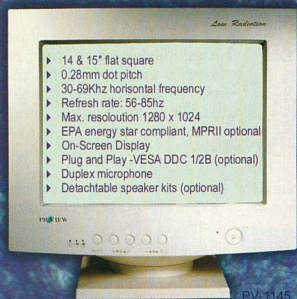 Low Radiation
14 & 15" flat square
0.28mm dot pitch
30-69Khz horisontal frequency
Refresh rate: 56-85hz
Max. resoloution 1280 x 1024
EPA energy star compliant, MPRII optional
On-Screen Display
Plug and Play -VESA DDC 1/2B (optional)
Duplex microphone
Detachtable speaker kits (optional)
PROVIEW
PV-1145